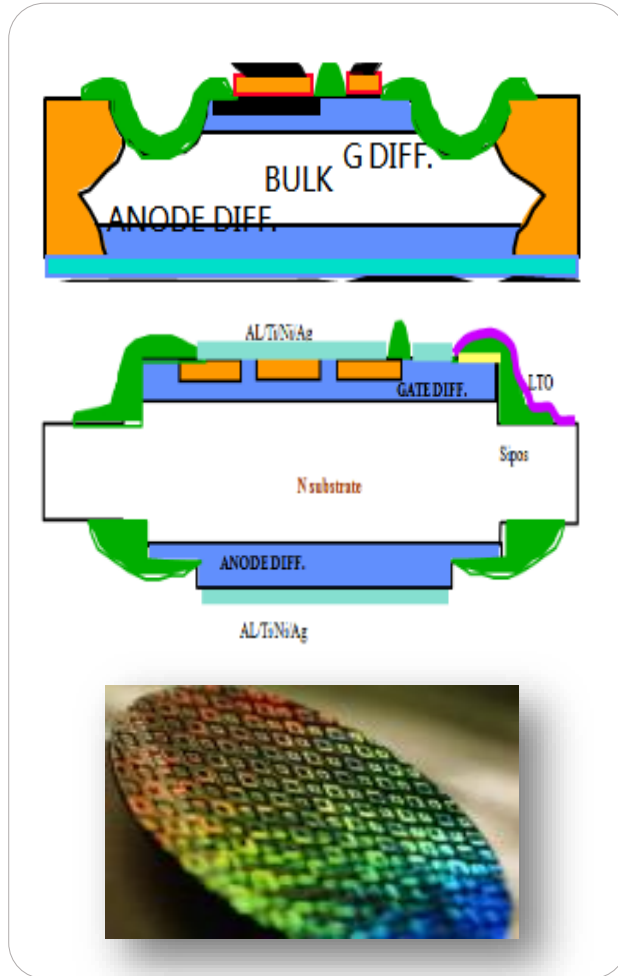 G DIFF.
BULK
ANODE DIFF.
AL/Ti/Ni/Ag
GATE DIFF.
LTO
Sipos
N substrate
ANODE DIFF.
AL/Ti/Ni/Ag